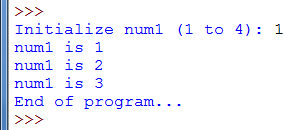 >>>
Initialize num1 (1 to 4): 1
num1 is 1
num1 is 2
num1 is 3
End of program...
>>>